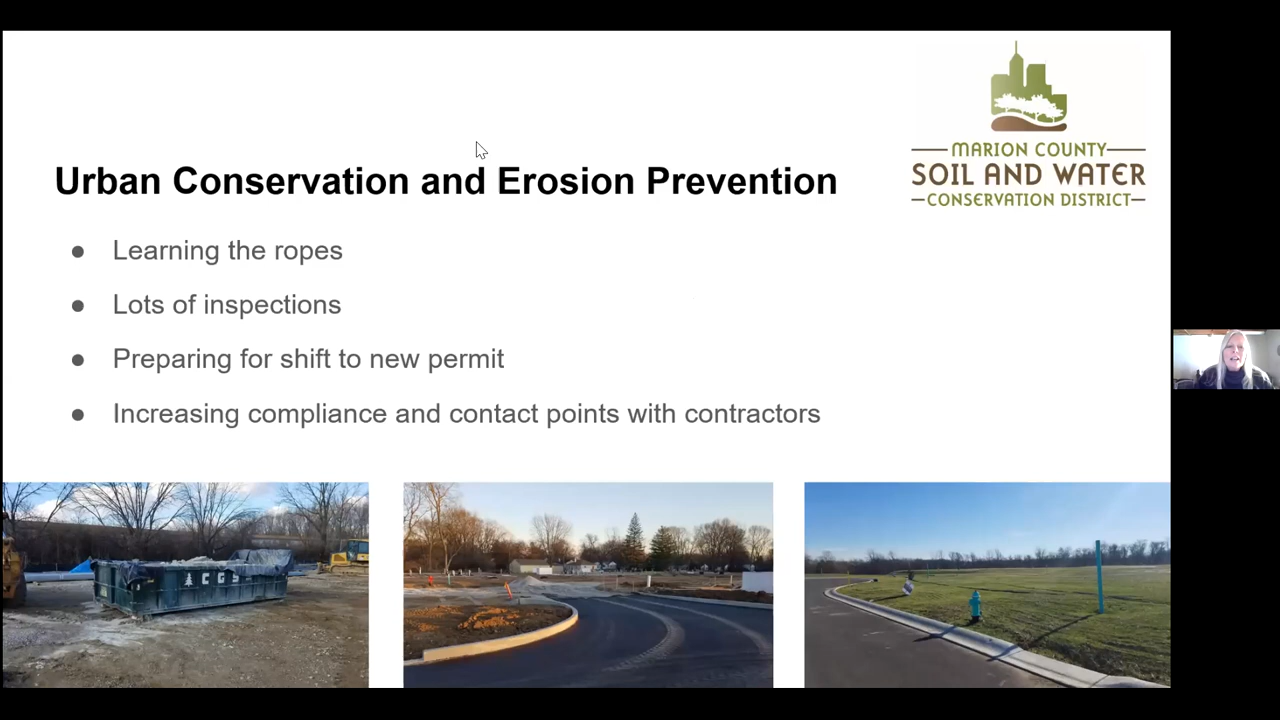 MARION COUNTY
SOIL AND WATER
CONSERVATION DISTRICT
Urban Conservation and Erosion Prevention
● Learning the ropes
● Lots of inspections
● Preparing for shift to new permit
● Increasing compliance and contact points with contractors
CGS